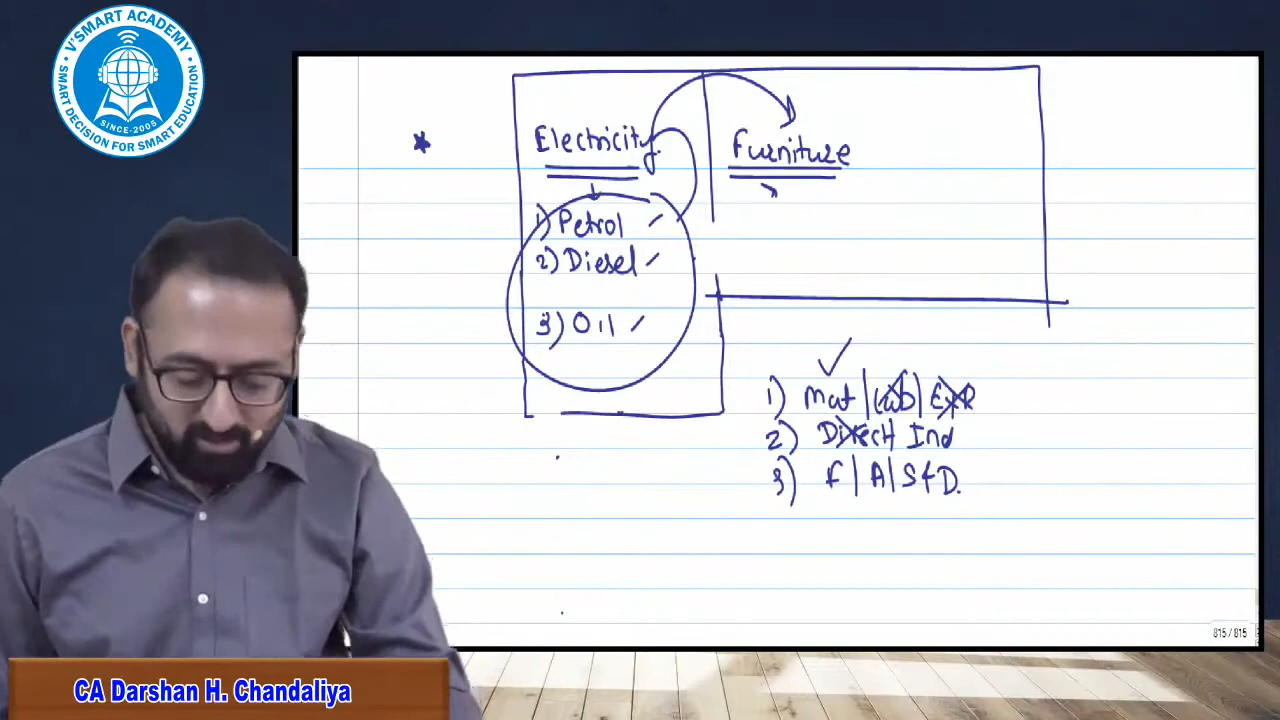 V'SMART ACADEMY
SMART DECISION FOR SMART EDUCATION
SINCE-2005
Electricity
Furniture
1) Petrol
2) Diesel
3) Oil
1) Mat | Lab | Exp
2) Direct Ind
3) F | A | S & D.
815 / 815
CA Darshan H. Chandaliya